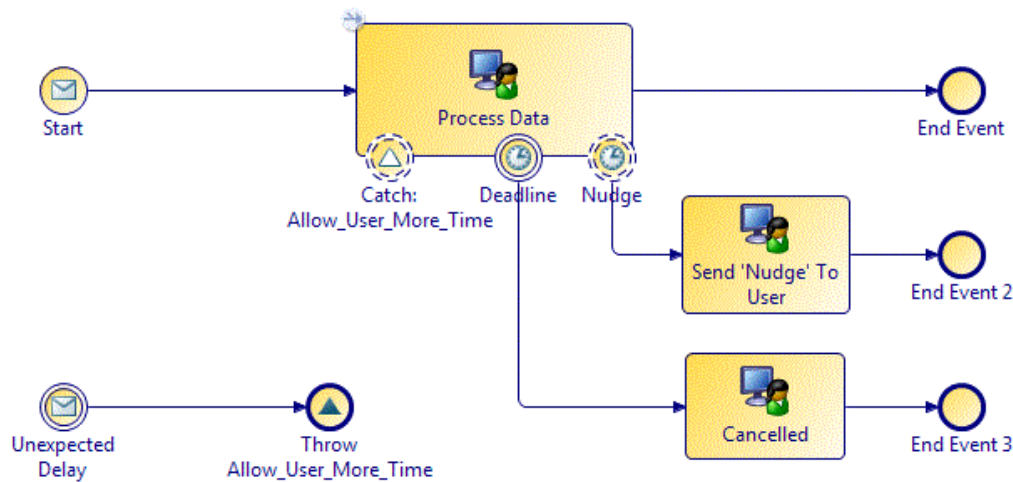 Process Data
Start
End Event
Catch:
Allow_User_More_Time
Deadline
Nudge
Send 'Nudge' To
User
End Event 2
Unexpected
Delay
Throw
Allow_User_More_Time
Cancelled
End Event 3